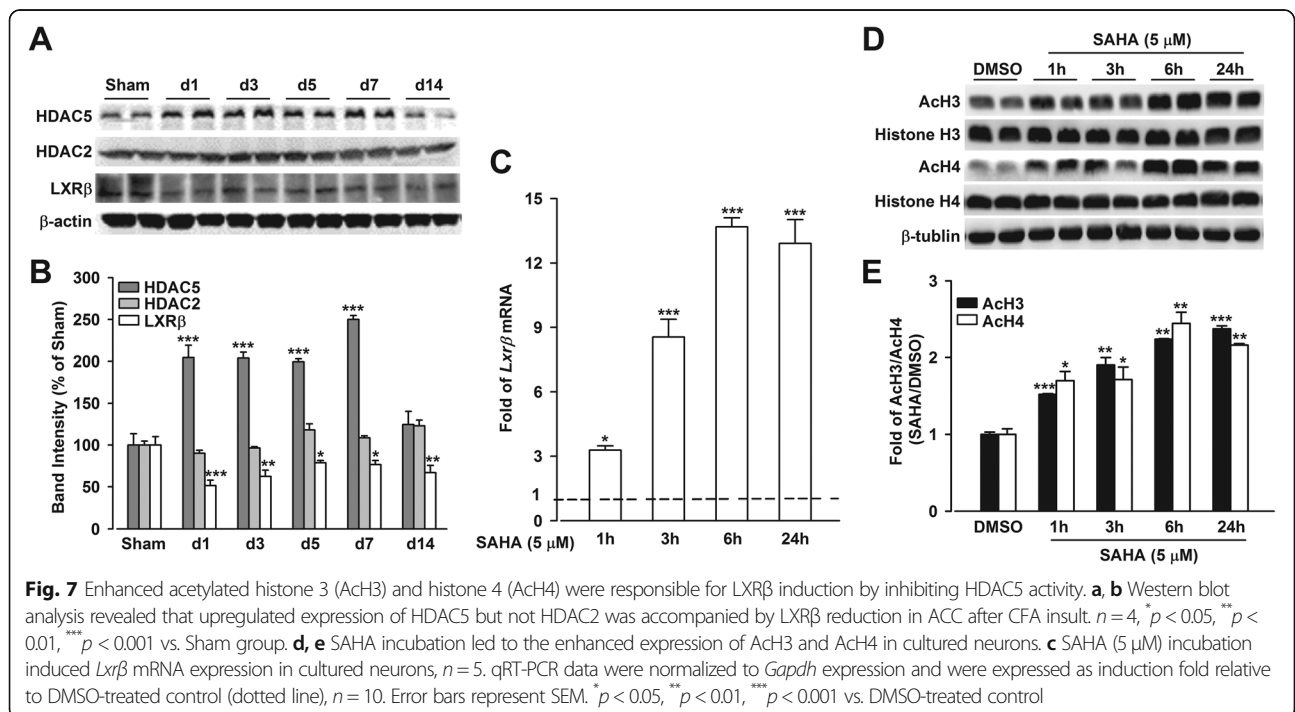 A
Sham d1 d3 d5 d7 d14
HDAC5
HDAC2
LXRβ
β-actin
B
Band Intensity (% of Sham)
300
250
200
150
100
50
0
HDAC5
HDAC2
LXRβ
***
***
***
***
***
**
*
*
**
Sham d1 d3 d5 d7 d14
C
Fold of Lxrβ mRNA
15
12
9
6
3
1
0
*
***
***
***
SAHA (5 µM) 1h 3h 6h 24h
D
SAHA (5 µM)
DMSO 1h 3h 6h 24h
AcH3
Histone H3
AcH4
Histone H4
β-tublin
E
Fold of AcH3/AcH4
(SAHA/DMSO)
3
2
1
0
AcH3
AcH4
***
*
**
*
**
**
***
**
DMSO 1h 3h 6h 24h
SAHA (5 µM)
Fig. 7 Enhanced acetylated histone 3 (AcH3) and histone 4 (AcH4) were responsible for LXRβ induction by inhibiting HDAC5 activity. a, b Western blot
analysis revealed that upregulated expression of HDAC5 but not HDAC2 was accompanied by LXRβ reduction in ACC after CFA insult. n = 4, *p < 0.05, **p <
0.01, ***p < 0.001 vs. Sham group. d, e SAHA incubation led to the enhanced expression of AcH3 and AcH4 in cultured neurons. c SAHA (5 µM) incubation
induced Lxrβ mRNA expression in cultured neurons, n = 5. qRT-PCR data were normalized to Gapdh expression and were expressed as induction fold relative
to DMSO-treated control (dotted line), n = 10. Error bars represent SEM. *p < 0.05, **p < 0.01, ***p < 0.001 vs. DMSO-treated control